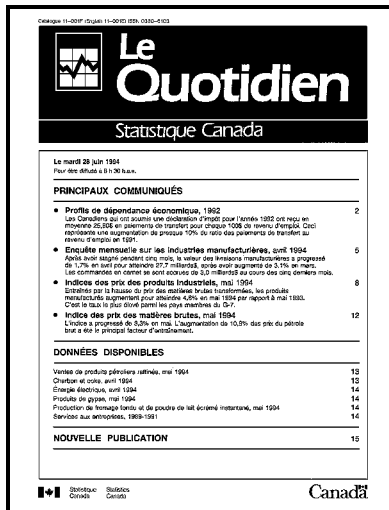 Catalogue 11-001F (English 11-001E) ISSN 0380-6103
Le
Quotidien
Statistique Canada
Le mardi 28 juin 1994
Pour être diffusé à 8 h 30 h.a.e.
PRINCIPAUX COMMUNIQUÉS
● Profils de dépendance économique, 1992 2
Les Canadiens qui ont soumis une déclaration d'impôt pour l'année 1992 ont reçu en
moyenne 25,80$ en paiements de transfert pour chaque 100$ de revenu d'emploi. Ceci
représente une augmentation de presque 10% du ratio des paiements de transfert au
revenu d'emploi en 1991.
● Enquête mensuelle sur les industries manufacturières, avril 1994 5
Après avoir stagné pendant cinq mois, la valeur des livraisons manufacturières a progressé
de 1,7% en avril pour atteindre 27,7 milliards$, après avoir augmenté de 3,1% en mars.
Les commandes en carnet se sont accrues de 3,0 milliards$ au cours des cinq derniers mois.
● Indices des prix des produits industriels, mai 1994 8
Entraînés par la hausse du prix des matières brutes transformées, les produits
manufacturés augmentent pour atteindre 4,8% en mai 1994 par rapport à mai 1993.
C'est le taux le plus élevé parmi les pays membres du G-7.
● Indice des prix des matières brutes, mai 1994 12
L'indice a progressé de 3,3% en mai. L'augmentation de 10,9% des prix du pétrole
brut a été le principal facteur d'entraînement.
DONNÉES DISPONIBLES
Ventes de produits pétroliers raffinés, mai 1994 13
Charbon et coke, avril 1994 13
Énergie électrique, avril 1994 14
Produits de gypse, mai 1994 14
Production de fromage fondu et de poudre de lait écrémé instantané, mai 1994 14
Services aux entreprises, 1989-1991 14
NOUVELLE PUBLICATION 15
Statistique Statistics
Canada Canada
Canada